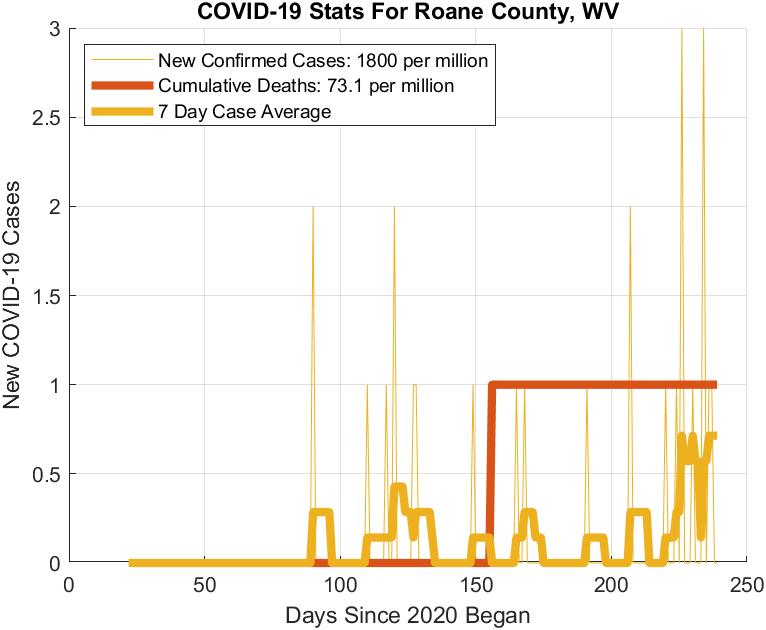 COVID-19 Stats For Roane County, WV
New Confirmed Cases: 1800 per million
Cumulative Deaths: 73.1 per million
7 Day Case Average
New COVID-19 Cases
3
2.5
2
1.5
1
0.5
0
0 50 100 150 200 250
Days Since 2020 Began